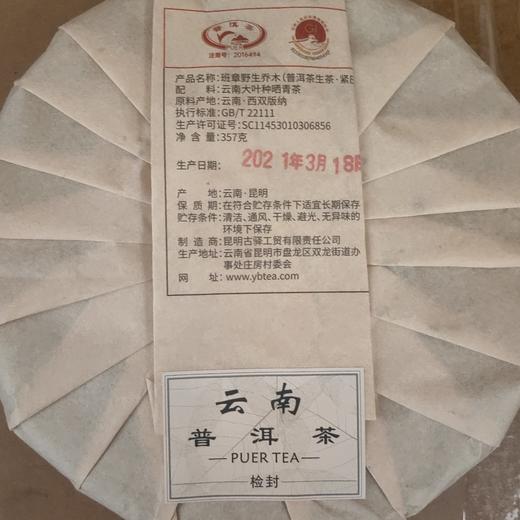 普洱茶
PUER
注册号：2016494
产品名称：班章野生乔木（普洱茶生茶·紧
配 料：云南大叶种晒青茶
原料产地：云南·西双版纳
执行标准：GB/T 22111
生产许可证号：SC11453010306856
净 含 量：357克
生产日期：2021年3月18日
产 地：云南·昆明
保 质 期：在符合贮存条件下适宜长期保存
贮存条件：清洁、通风、干燥、避光、无异味的
环境下保存
制 造 商：昆明古驿工贸有限责任公司
生产地址：云南省昆明市盘龙区双龙街道办
事处庄房村委会
网 址：www.ybtea.com
云南
普洱茶
PUER TEA
检封